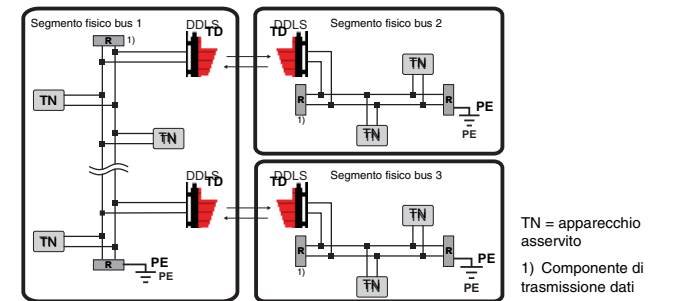 Segmento fisico bus 1
R 1)
DDLS
TD
TN
TN
DDLS
TD
TN
R
PE
PE
DDLS
TD
Segmento fisico bus 2
TN
R
R
PE
1)
TN
PE
DDLS
TD
Segmento fisico bus 3
TN
R
R
PE
1)
TN
PE
TN = apparecchio
asservito
1) Componente di
trasmissione dati